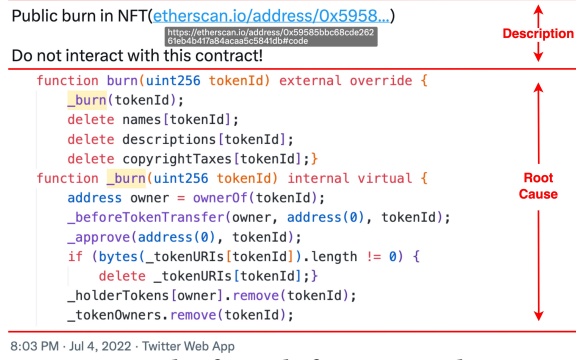 Public burn in NFT(etherscan.io/address/0x5958...)
https://etherscan.io/address/0x59585bbc68cde262
61eb4b417a84acaa5c5841db#code
Description
Do not interact with this contract!
function burn(uint256 tokenId) external override {
_burn(tokenId);
delete names[tokenId];
delete descriptions[tokenId];
delete copyrightTaxes[tokenId];}
Root
Cause
function _burn(uint256 tokenId) internal virtual {
address owner = ownerOf(tokenId);
_beforeTokenTransfer(owner, address(0), tokenId);
_approve(address(0), tokenId);
if (bytes(_tokenURIs[tokenId]).length != 0) {
delete _tokenURIs[tokenId];}
_holderTokens[owner].remove(tokenId);
_tokenOwners.remove(tokenId);
8:03 PM · Jul 4, 2022 · Twitter Web App